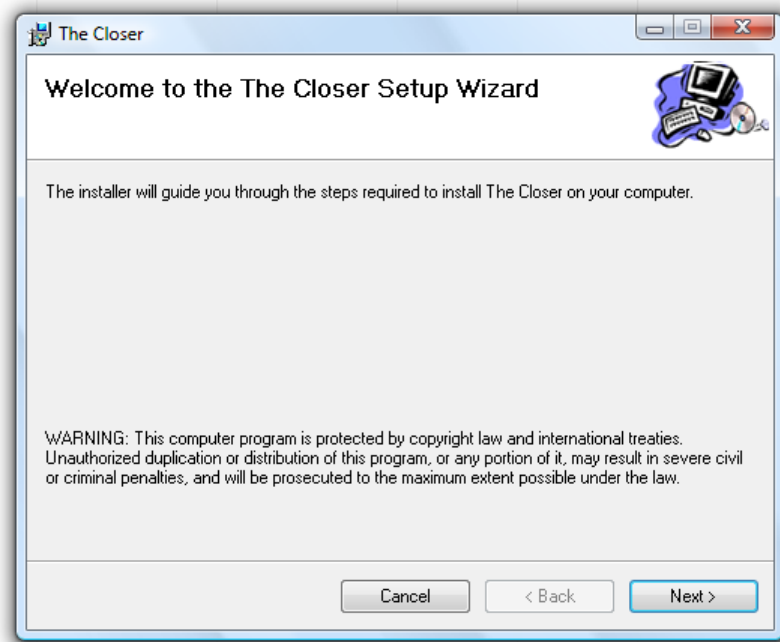 The Closer
Welcome to the The Closer Setup Wizard
The installer will guide you through the steps required to install The Closer on your computer.
WARNING: This computer program is protected by copyright law and international treaties.
Unauthorized duplication or distribution of this program, or any portion of it, may result in severe civil
or criminal penalties, and will be prosecuted to the maximum extent possible under the law.
Cancel
< Back
Next >